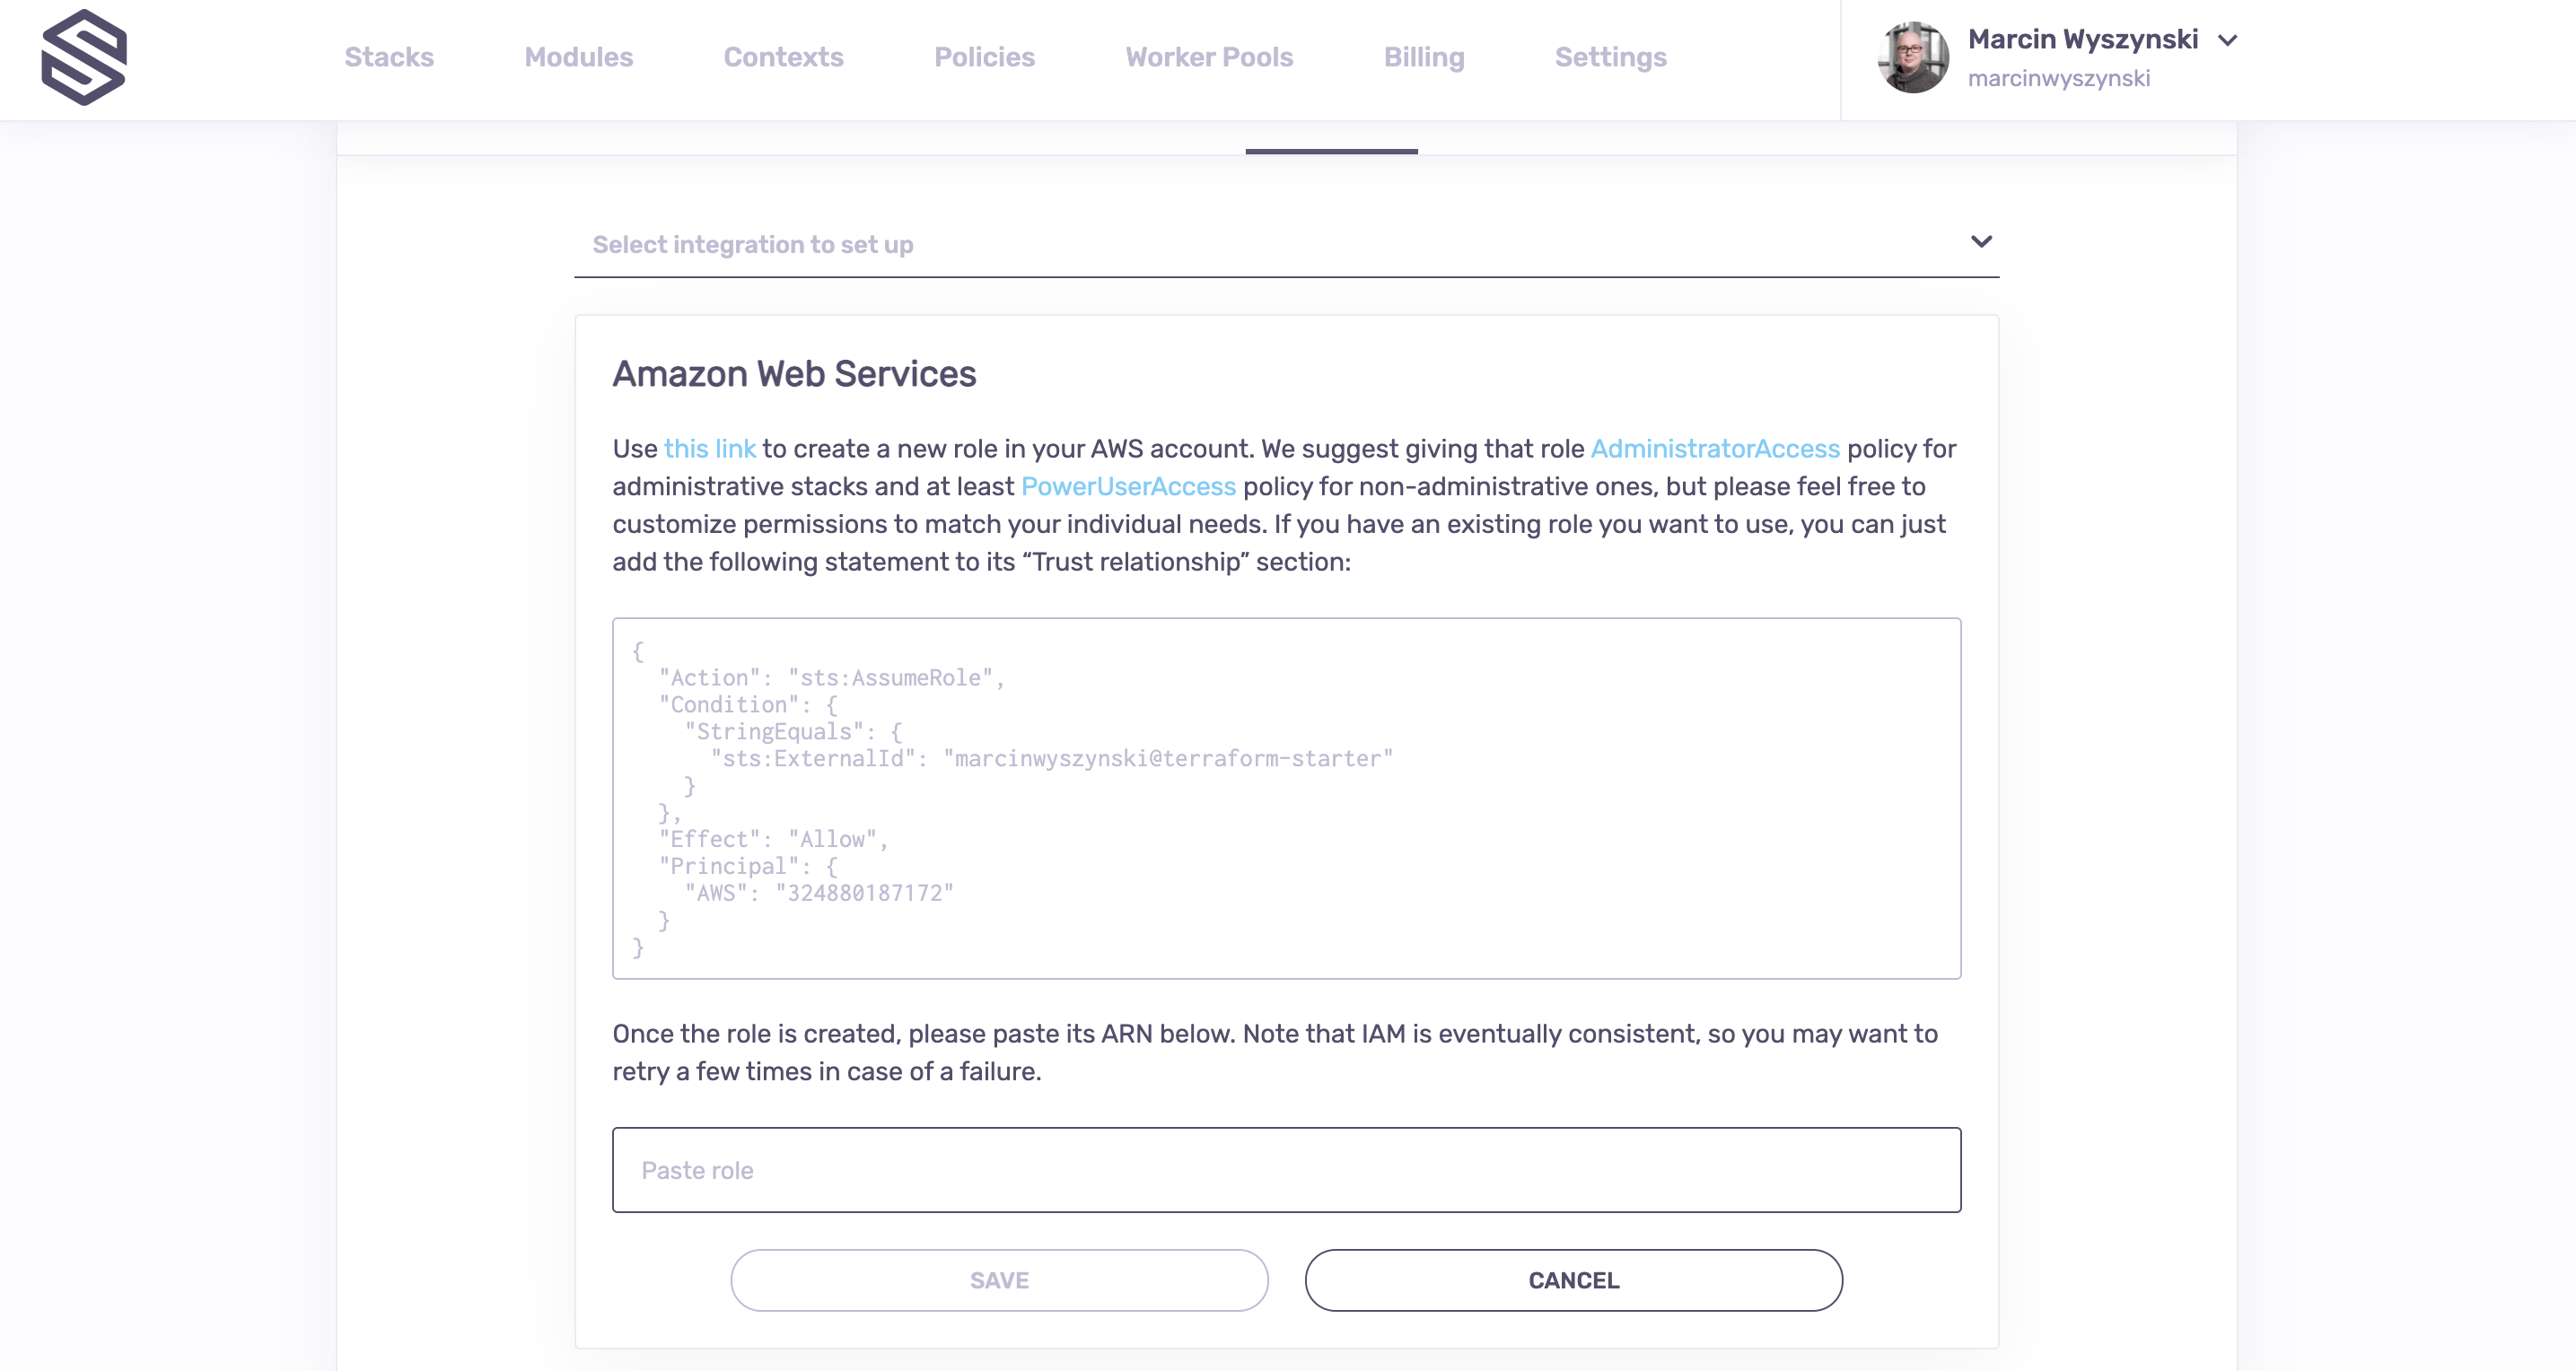 Stacks
Modules
Contexts
Policies
Worker Pools
Billing
Settings
Marcin Wyszynski
marcinwyszynski
Select integration to set up
Amazon Web Services
Use this link to create a new role in your AWS account. We suggest giving that role AdministratorAccess policy for
administrative stacks and at least PowerUserAccess policy for non-administrative ones, but please feel free to
customize permissions to match your individual needs. If you have an existing role you want to use, you can just
add the following statement to its “Trust relationship” section:
{
  "Action": "sts:AssumeRole",
  "Condition": {
    "StringEquals": {
      "sts:ExternalId": "marcinwyszynski@terraform-starter"
    }
  },
  "Effect": "Allow",
  "Principal": {
    "AWS": "324880187172"
  }
}
Once the role is created, please paste its ARN below. Note that IAM is eventually consistent, so you may want to
retry a few times in case of a failure.
Paste role
SAVE
CANCEL